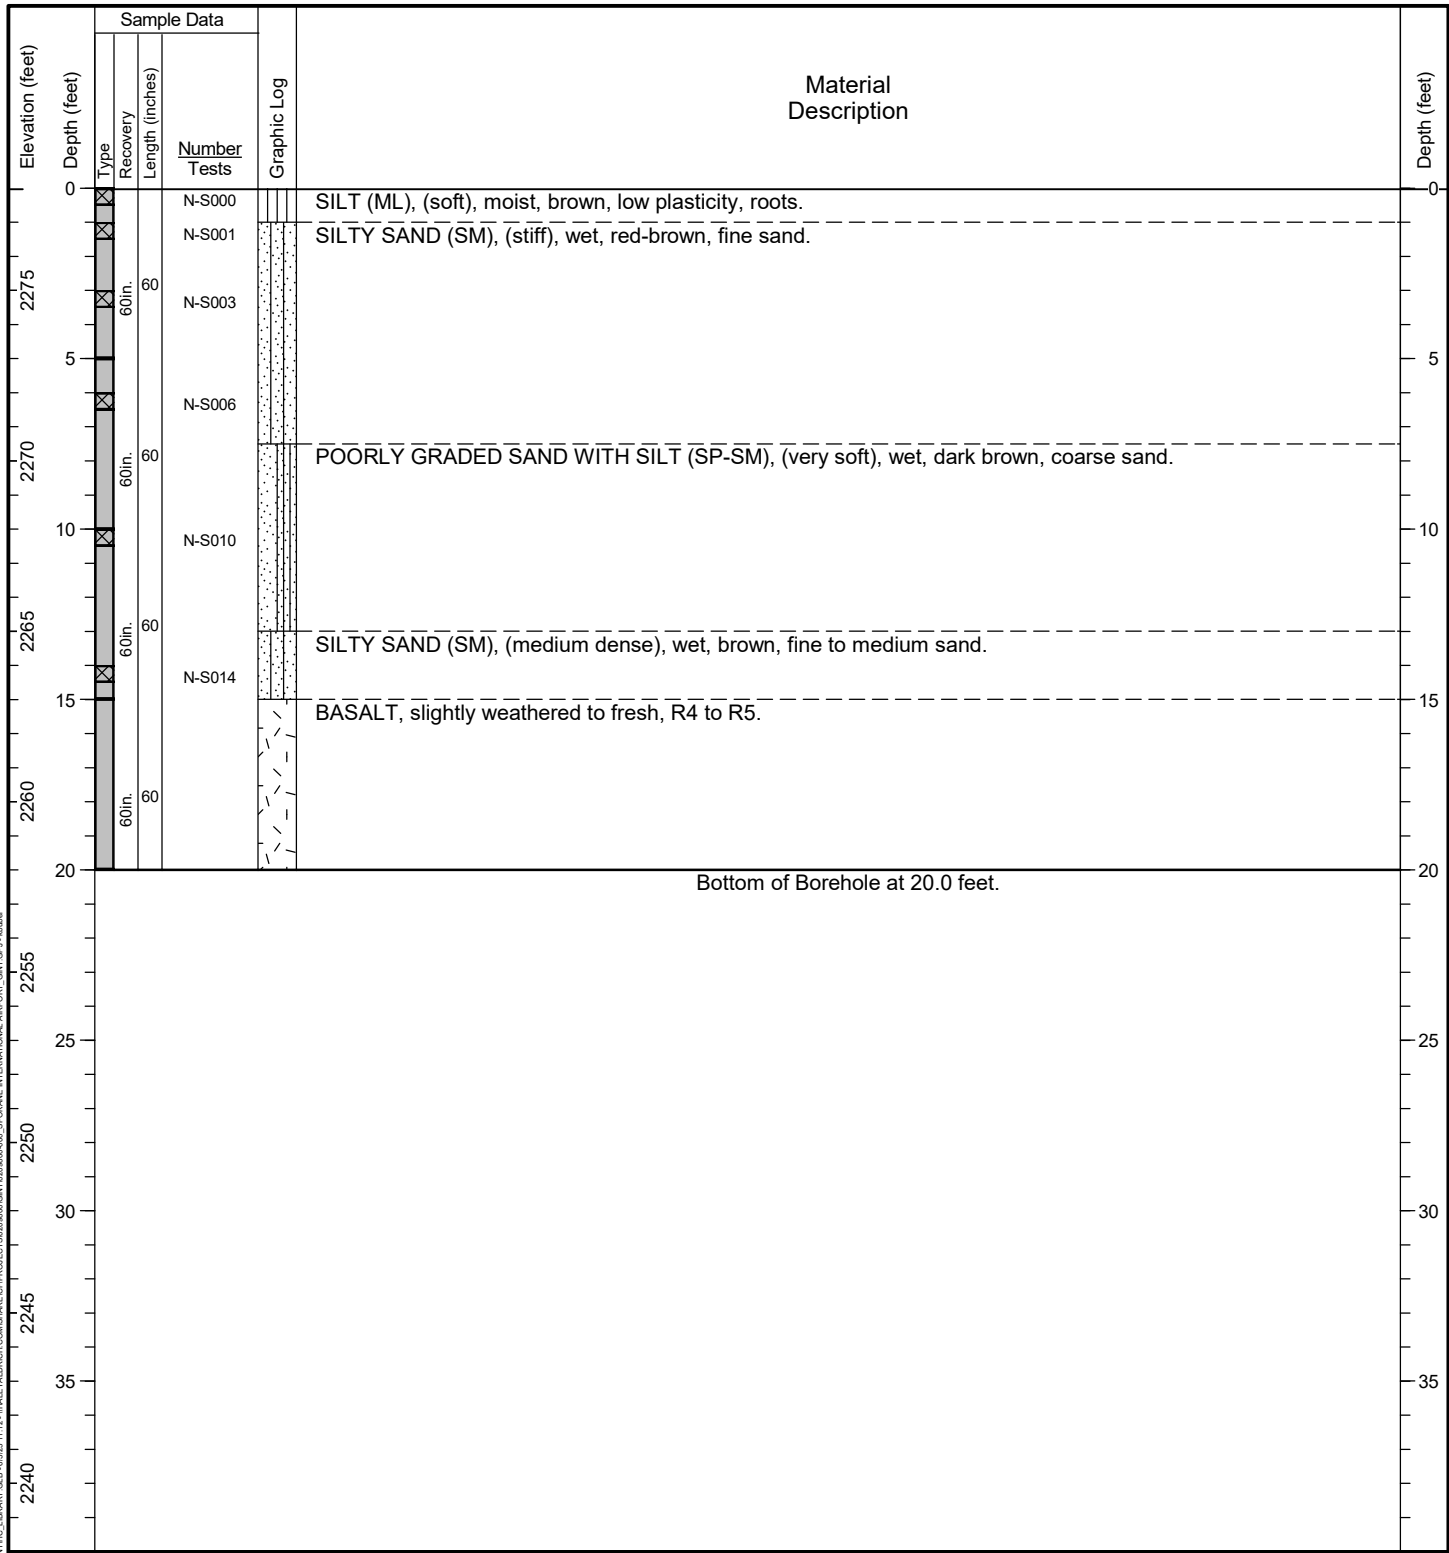 Sample Data
Elevation (feet)
Depth (feet)
Type
Recovery
Length (inches)
Number
Tests
Graphic Log
Material
Description
Depth (feet)
0
N-S000
SILT (ML), (soft), moist, brown, low plasticity, roots.
0
N-S001
SILTY SAND (SM), (stiff), wet, red-brown, fine sand.
2275
60in.
60
N-S003
5
5
N-S006
2270
60in.
60
POORLY GRADED SAND WITH SILT (SP-SM), (very soft), wet, dark brown, coarse sand.
10
N-S010
10
2265
60in.
60
SILTY SAND (SM), (medium dense), wet, brown, fine to medium sand.
N-S014
15
BASALT, slightly weathered to fresh, R4 to R5.
15
2260
60in.
60
20
20
Bottom of Borehole at 20.0 feet.
2255
25
25
2250
30
30
2245
35
35
2240